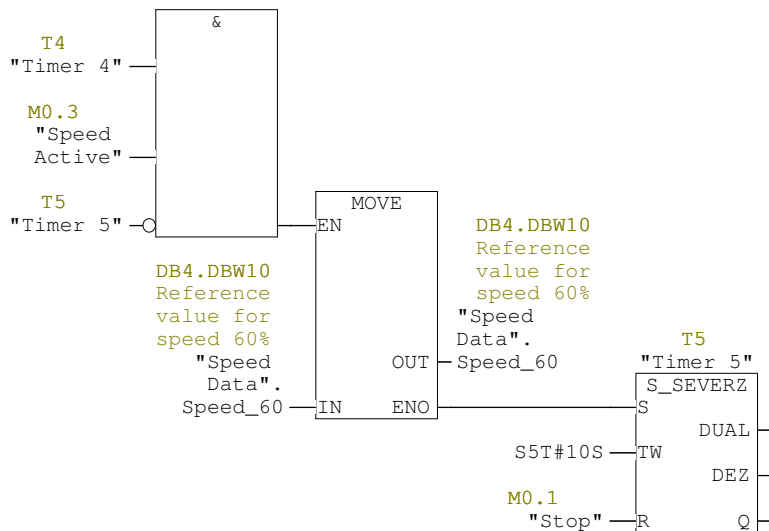 &
T4
"Timer 4"
M0.3
"Speed
Active"
T5
"Timer 5"
MOVE
EN
DB4.DBW10
Reference
value for
speed 60%
"Speed
Data".
Speed_60
IN
DB4.DBW10
Reference
value for
speed 60%
"Speed
Data".
OUT
Speed_60
ENO
T5
"Timer 5"
S_SEVERZ
S
DUAL
S5T#10S
TW
DEZ
M0.1
"Stop"
R
Q